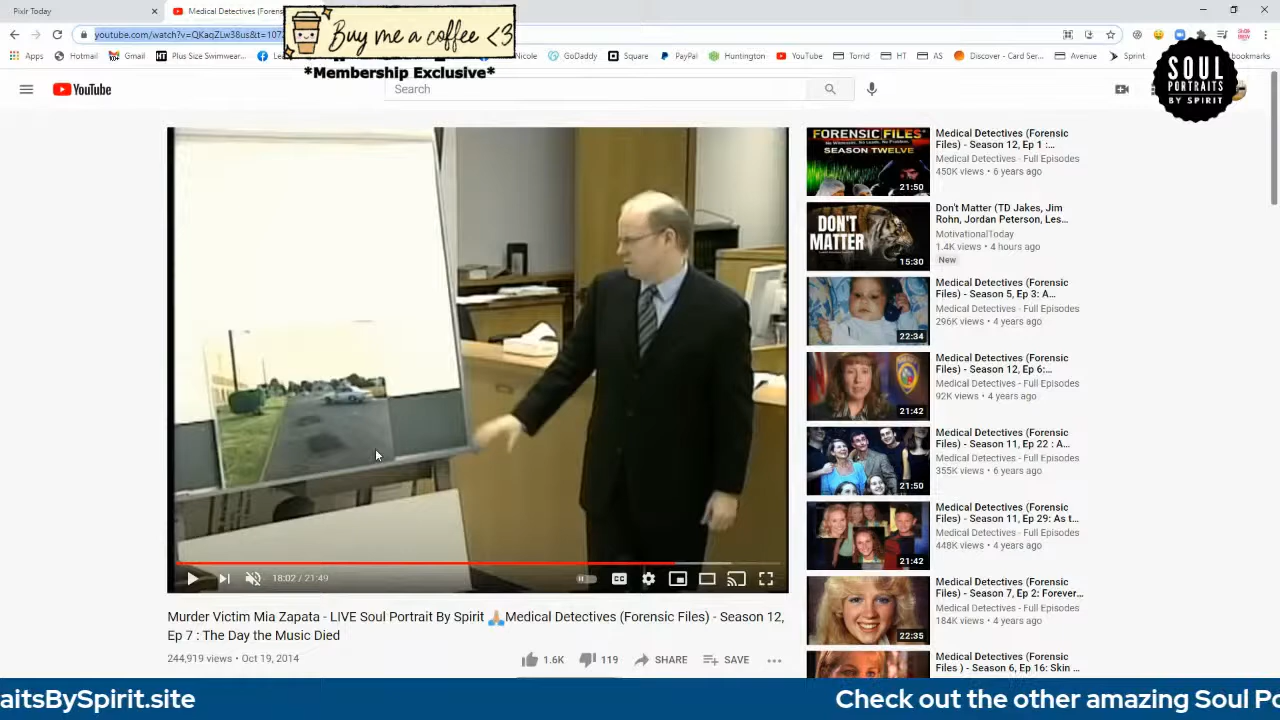 Pixlr Today
Medical Detectives (Forens
Buy me a coffee <3
*Membership Exclusive*
Apps
Hotmail
Gmail
Plus Size Swimwear...
Nicole
GoDaddy
Square
PayPal
Huntington
YouTube
Torrid
HT
AS
Discover - Card Ser...
Avenue
Sprint
SOUL
PORTRAITS
BY SPIRIT
YouTube
Search
FORENSIC FILES
SEASON TWELVE
21:50
Medical Detectives (Forensic
Files) - Season 12, Ep 1 :...
Medical Detectives - Full Episodes
450K views • 6 years ago
DON'T
MATTER
15:30
Don't Matter (TD Jakes, Jim
Rohn, Jordan Peterson, Les...
MotivationalToday
1.4K views • 4 hours ago
New
22:34
Medical Detectives (Forensic
Files) - Season 5, Ep 3: A...
Medical Detectives - Full Episodes
296K views • 4 years ago
21:42
Medical Detectives (Forensic
Files) - Season 12, Ep 6:...
Medical Detectives - Full Episodes
92K views • 4 years ago
21:50
Medical Detectives (Forensic
Files) - Season 11, Ep 22 : A...
Medical Detectives - Full Episodes
355K views • 6 years ago
21:42
Medical Detectives (Forensic
Files) - Season 11, Ep 29: As t...
Medical Detectives - Full Episodes
448K views • 4 years ago
22:35
Medical Detectives (Forensic
Files) - Season 7, Ep 2: Forever...
Medical Detectives - Full Episodes
184K views • 4 years ago
Medical Detectives (Forensic
Files ) - Season 6, Ep 16: Skin ...
18:02 / 21:49
CC
Murder Victim Mia Zapata - LIVE Soul Portrait By Spirit 🙏Medical Detectives (Forensic Files) - Season 12,
Ep 7 : The Day the Music Died
244,919 views • Oct 19, 2014
1.6K
119
SHARE
SAVE
aitsBySpirit.site
Check out the other amazing Soul Po